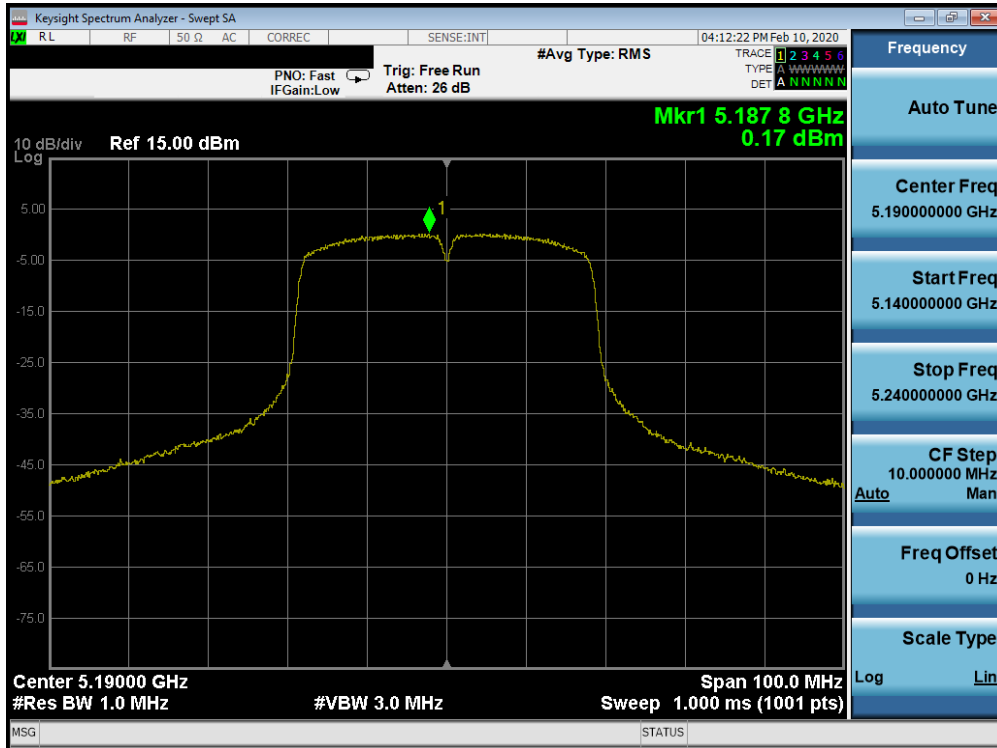 Keysight Spectrum Analyzer - Swept SA
LXI RL RF 50 Ω AC CORREC SENSE:INT 04:12:22 PM Feb 10, 2020
#Avg Type: RMS TRACE 1 2 3 4 5 6
PNO: Fast Trig: Free Run TYPE A WWWWW
IFGain:Low Atten: 26 dB DET A N N N N N
Mkr1 5.187 8 GHz
0.17 dBm
10 dB/div Ref 15.00 dBm
Log
1
5.00
-5.00
-15.0
-25.0
-35.0
-45.0
-55.0
-65.0
-75.0
Center 5.19000 GHz Span 100.0 MHz
#Res BW 1.0 MHz #VBW 3.0 MHz Sweep 1.000 ms (1001 pts)
MSG STATUS
Frequency
Auto Tune
Center Freq
5.190000000 GHz
Start Freq
5.140000000 GHz
Stop Freq
5.240000000 GHz
CF Step
10.000000 MHz
Auto Man
Freq Offset
0 Hz
Scale Type
Log Lin